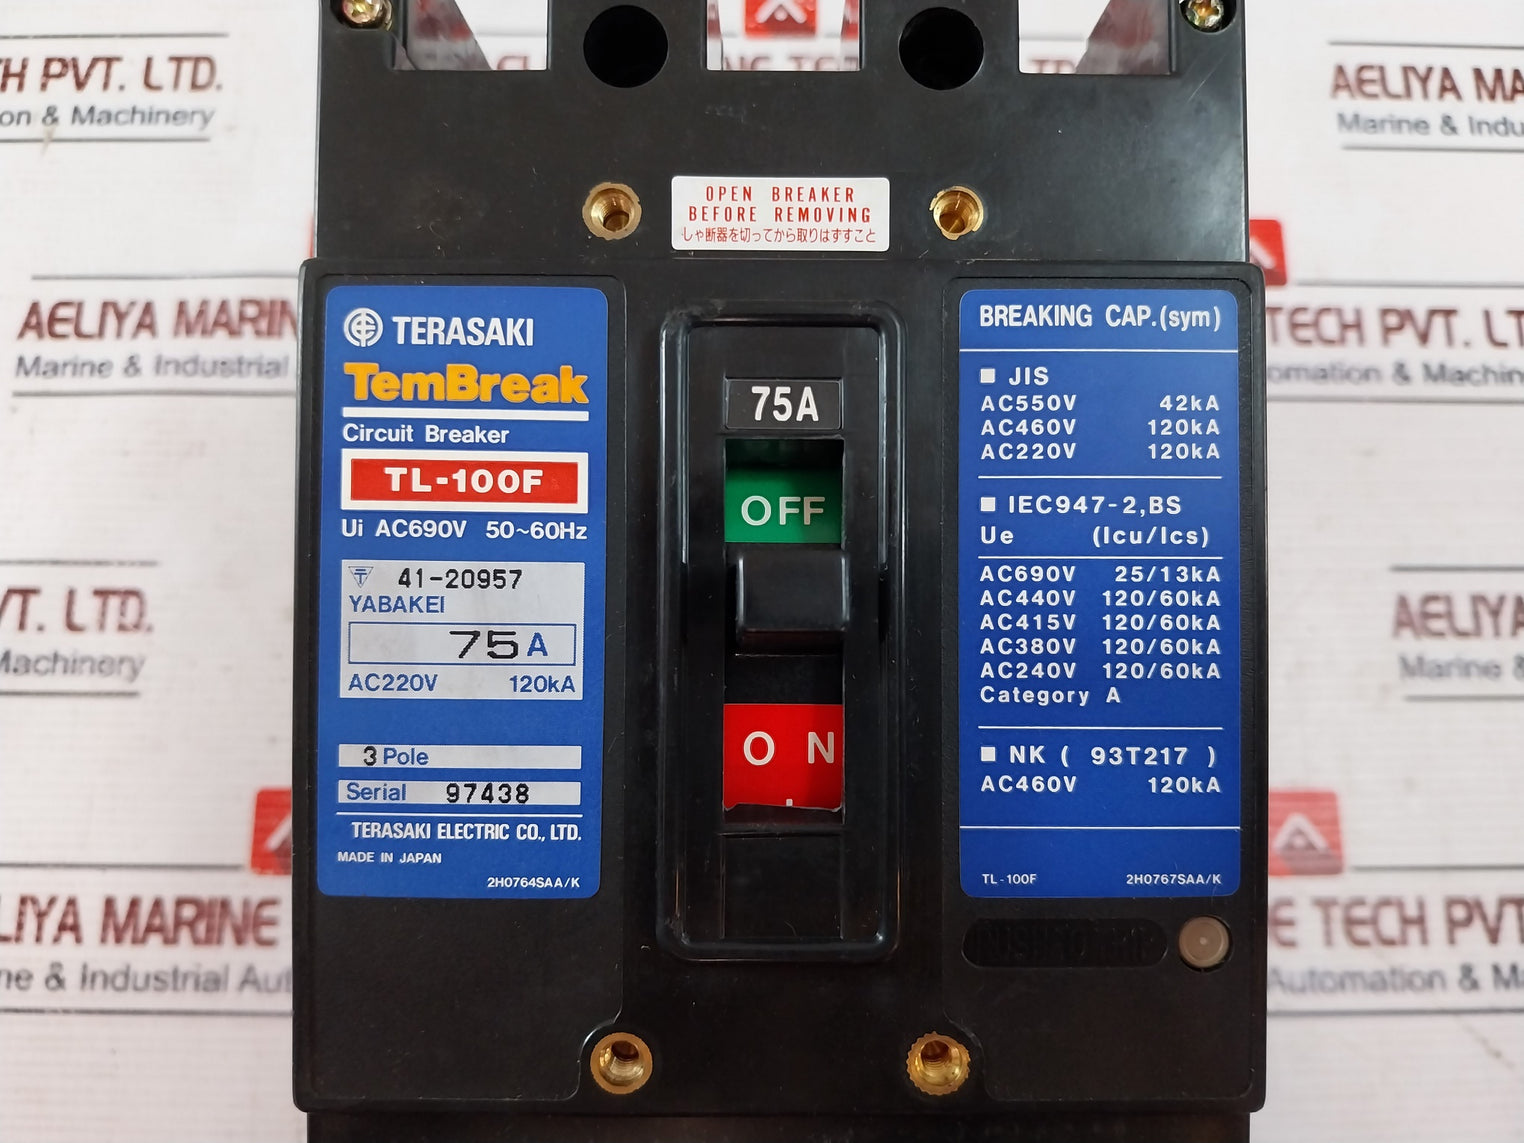 OPEN BREAKER
BEFORE REMOVING
しゃ断器を切ってから取りはずすこと
TERASAKI
TemBreak
Circuit Breaker
TL-100F
Ui AC690V 50~60Hz
41-20957
YABAKEI
75A
AC220V 120kA
3 Pole
Serial 97438
TERASAKI ELECTRIC CO., LTD.
MADE IN JAPAN
2H0764SAA/K
75A
OFF
ON
BREAKING CAP.(sym)
■ JIS
AC550V 42kA
AC460V 120kA
AC220V 120kA
■ IEC947-2,BS
Ue (Icu/Ics)
AC690V 25/13kA
AC440V 120/60kA
AC415V 120/60kA
AC380V 120/60kA
AC240V 120/60kA
Category A
■ NK ( 93T217 )
AC460V 120kA
TL-100F 2H0767SAA/K
CH PVT. LTD.
on & Machinery
AELIYA MA
Marine & Indu
AELIYA MARIN
Marine & Industrial
TECH PVT. LT
omation & Machin
T. LTD.
Machinery
AELIY
Marine &
LIYA MARINE
ne & Industrial Aut
E TECH PVT
Automation & M